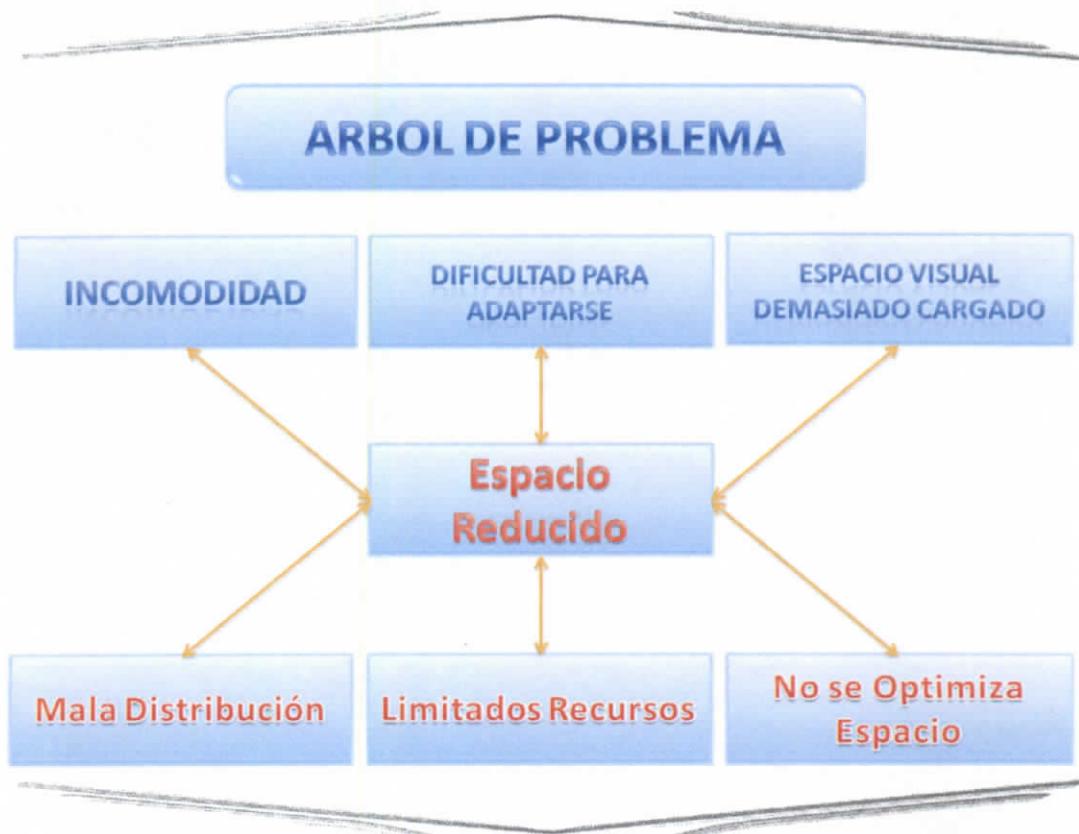 ARBOL DE PROBLEMA
INCOMODIDAD
DIFICULTAD PARA
ADAPTARSE
ESPACIO VISUAL
DEMASIADO CARGADO
Espacio
Reducido
Mala Distribución
Limitados Recursos
No se Optimiza
Espacio